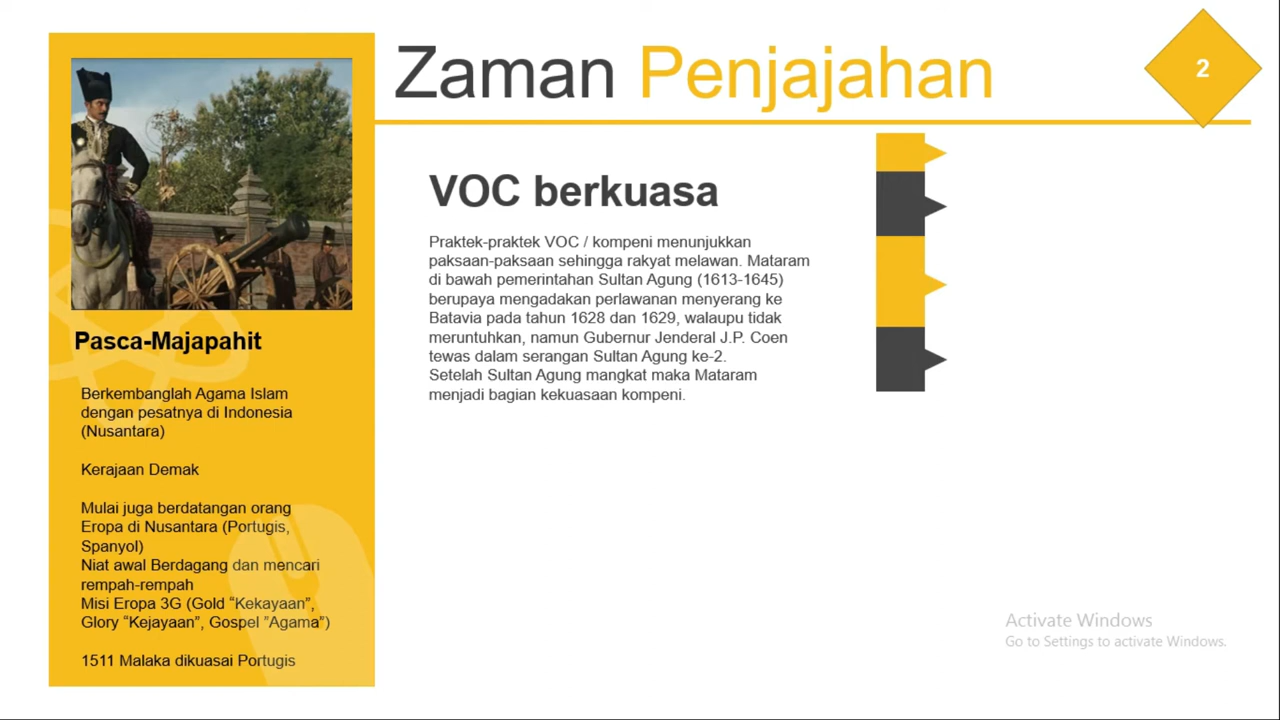 Zaman Penjajahan
2
VOC berkuasa
Praktek-praktek VOC / kompeni menunjukkan
paksaan-paksaan sehingga rakyat melawan. Mataram
di bawah pemerintahan Sultan Agung (1613-1645)
berupaya mengadakan perlawanan menyerang ke
Batavia pada tahun 1628 dan 1629, walaupu tidak
meruntuhkan, namun Gubernur Jenderal J.P. Coen
tewas dalam serangan Sultan Agung ke-2.
Setelah Sultan Agung mangkat maka Mataram
menjadi bagian kekuasaan kompeni.
Pasca-Majapahit
Berkembanglah Agama Islam
dengan pesatnya di Indonesia
(Nusantara)
Kerajaan Demak
Mulai juga berdatangan orang
Eropa di Nusantara (Portugis,
Spanyol)
Niat awal Berdagang dan mencari
rempah-rempah
Misi Eropa 3G (Gold “Kekayaan”,
Glory “Kejayaan”, Gospel ”Agama”)
1511 Malaka dikuasai Portugis
Activate Windows
Go to Settings to activate Windows.